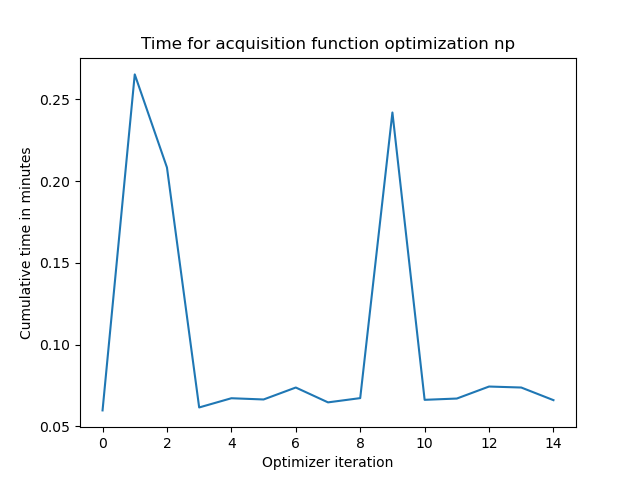 Time for acquisition function optimization np
Cumulative time in minutes
0.25
0.20
0.15
0.10
0.05
0 2 4 6 8 10 12 14
Optimizer iteration